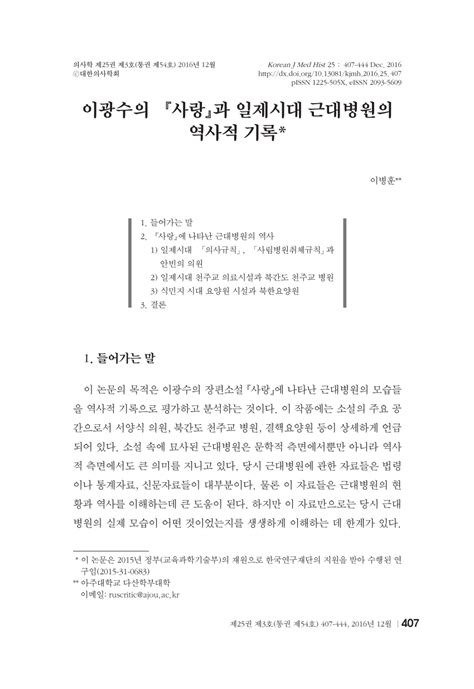 의사학 제25권 제3호(통권 제54호) 2016년 12월
ⓒ대한의사학회
Korean J Med Hist 25 : 407-444 Dec. 2016
http://dx.doi.org/10.13081/kjmh.2016.25.407
pISSN 1225-505X, eISSN 2093-5609
이광수의 『사랑』과 일제시대 근대병원의
역사적 기록*
이병훈**
1. 들어가는 말
2. 『사랑』에 나타난 근대병원의 역사
1) 일제시대 「의사규칙」, 「사립병원취체규칙」과
안빈의 의원
2) 일제시대 천주교 의료시설과 북간도 천주교 병원
3) 식민지 시대 요양원 시설과 북한요양원
3. 결론
1. 들어가는 말
이 논문의 목적은 이광수의 장편소설 『사랑』에 나타난 근대병원의 모습들
을 역사적 기록으로 평가하고 분석하는 것이다. 이 작품에는 소설의 주요 공
간으로서 서양식 의원, 북간도 천주교 병원, 결핵요양원 등이 상세하게 언급
되어 있다. 소설 속에 묘사된 근대병원은 문학적 측면에서뿐만 아니라 역사
적 측면에서도 큰 의미를 지니고 있다. 당시 근대병원에 관한 자료들은 법령
이나 통계자료, 신문자료들이 대부분이다. 물론 이 자료들은 근대병원의 현
황과 역사를 이해하는데 큰 도움이 된다. 하지만 이 자료만으로는 당시 근대
병원의 실제 모습이 어떤 것이었는지를 생생하게 이해하는 데 한계가 있다.
* 이 논문은 2015년 정부(교육과학기술부)의 재원으로 한국연구재단의 지원을 받아 수행된 연
구임(2015-31-0683)
** 아주대학교 다산학부대학
이메일: ruscritic@ajou.ac.kr
제25권 제3호(통권 제54호) 407-444, 2016년 12월 | 407